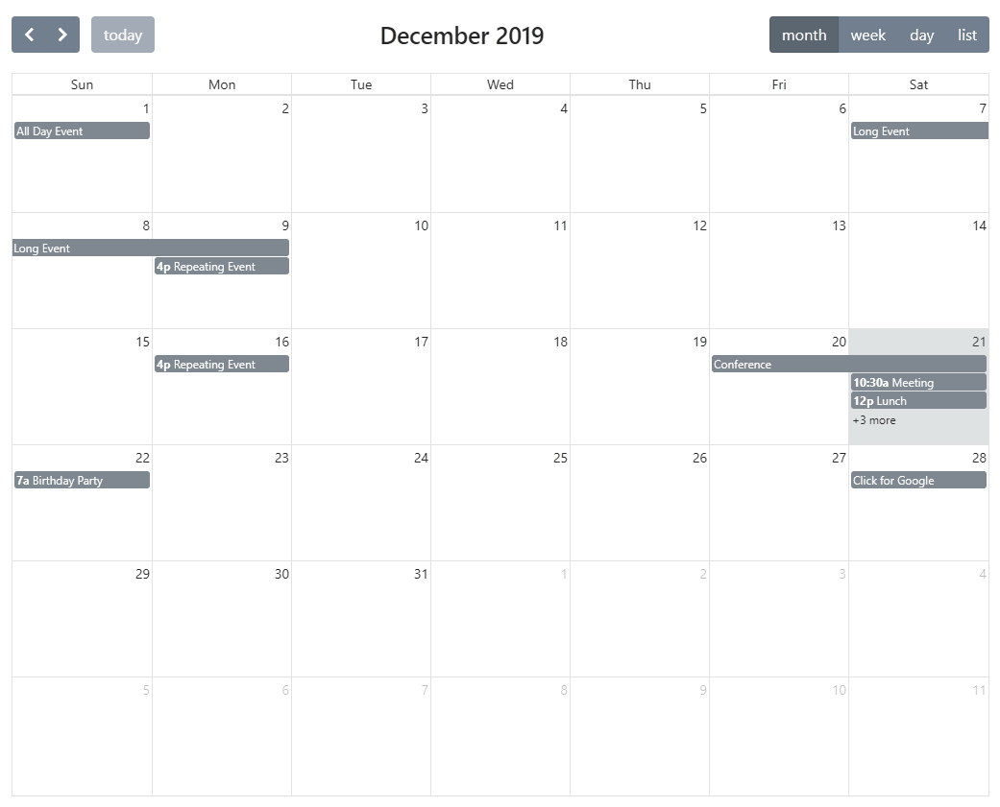 today
December 2019
month week day list
Sun Mon Tue Wed Thu Fri Sat
1 2 3 4 5 6 7
All Day Event
Long Event
8 9 10 11 12 13 14
Long Event
4p Repeating Event
15 16 17 18 19 20 21
4p Repeating Event
Conference
10:30a Meeting
12p Lunch
+3 more
22 23 24 25 26 27 28
7a Birthday Party
Click for Google
29 30 31 1 2 3 4
5 6 7 8 9 10 11